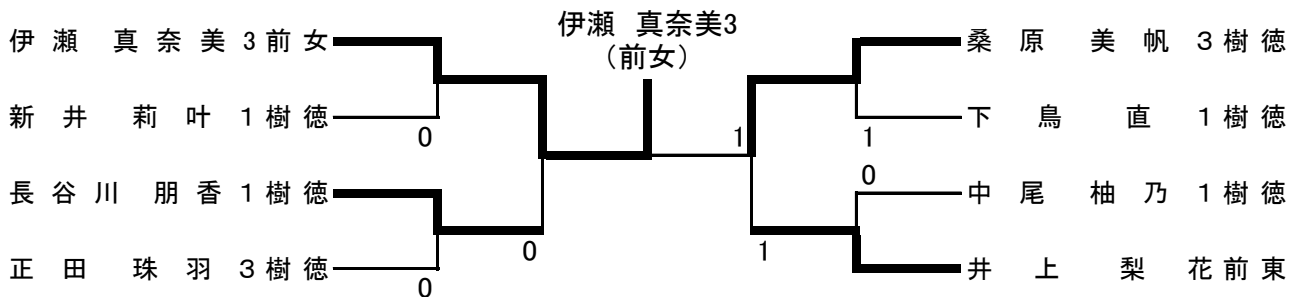 伊瀬 真奈美3
(前女)
伊瀬 真奈美 3 前女
新井 莉叶 1 樹徳
0
長谷川 朋香 1 樹徳
正田 珠羽 3 樹徳
0
0
1
桑原 美帆 3 樹徳
下鳥 直 1 樹徳
1
0
中尾 柚乃 1 樹徳
井上 梨花 前東
1